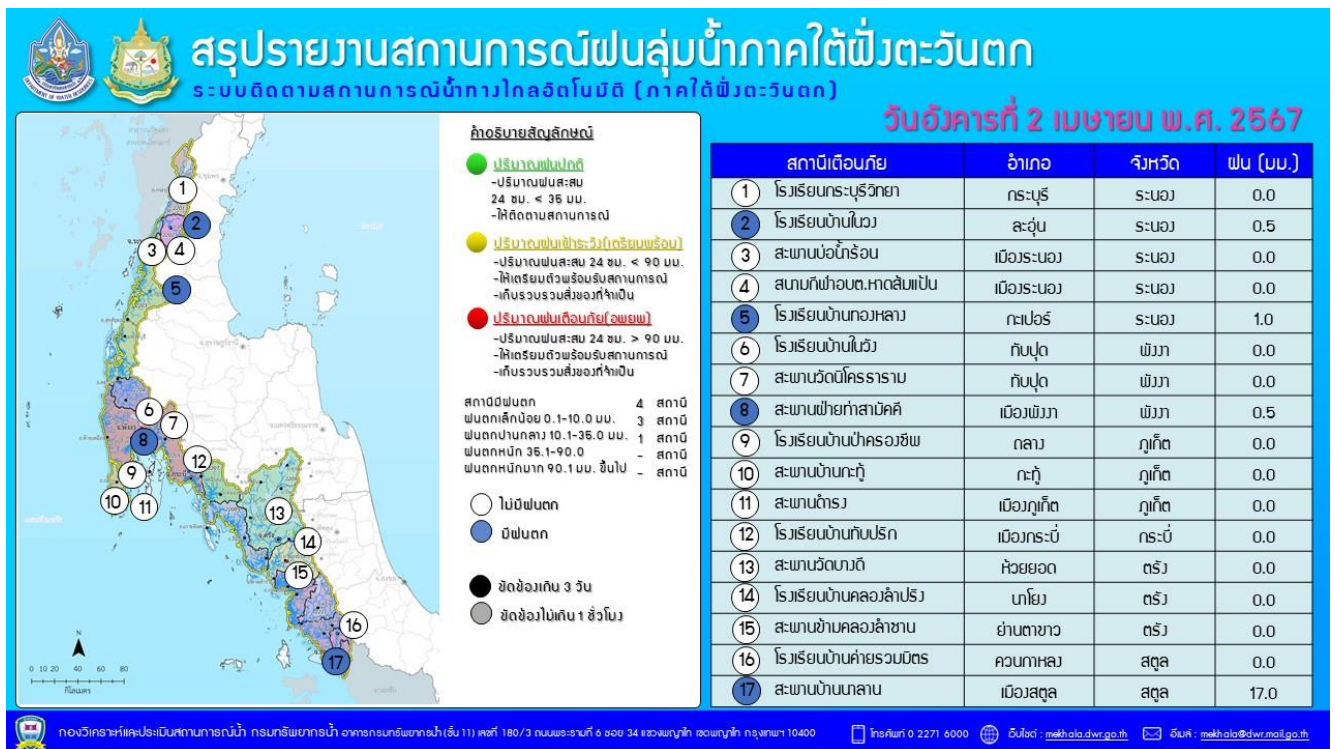 สรุปรายงานสถานการณ์ฝนลุ่มน้ำภาคใต้ฝั่งตะวันตก
ระบบติดตามสถานการณ์น้ำทางไกลอัตโนมัติ (ภาคใต้ฝั่งตะวันตก)
วันอังคารที่ 2 เมษายน พ.ศ. 2567
คำอธิบายสัญลักษณ์
ปริมาณฝนปกติ
-ปริมาณฝนสะสม
24 ชม. < 35 มม.
-ให้ติดตามสถานการณ์
ปริมาณฝนเฝ้าระวัง(เตรียมพร้อม)
-ปริมาณฝนสะสม 24 ชม. < 90 มม.
-ให้เตรียมตัวพร้อมรับสถานการณ์
-เก็บรวบรวมสิ่งของที่จำเป็น
ปริมาณฝนเตือนภัย(อพยพ)
-ปริมาณฝนสะสม 24 ชม. > 90 มม.
-ให้เตรียมตัวพร้อมรับสถานการณ์
-เก็บรวบรวมสิ่งของที่จำเป็น
สถานีมีฝนตก 4 สถานี
ฝนตกเล็กน้อย 0.1-10.0 มม. 3 สถานี
ฝนตกปานกลาง 10.1-35.0 มม. 1 สถานี
ฝนตกหนัก 35.1-90.0 - สถานี
ฝนตกหนักมาก 90.1 มม. ขึ้นไป - สถานี
ไม่มีฝนตก
มีฝนตก
ขัดข้องเกิน 3 วัน
ขัดข้องไม่เกิน 1 ชั่วโมง
1
2
3 4
5
6
7
8
9
10 11
12
13
14
15
16
17
N
0 10 20 40 60 80
กิโลเมตร
สถานีเตือนภัย อำเภอ จังหวัด ฝน (มม.)
1 โรงเรียนกระบุรีวิทยา กระบุรี ระนอง 0.0
2 โรงเรียนบ้านในวง ละอุ่น ระนอง 0.5
3 สะพานบ่อน้ำร้อน เมืองระนอง ระนอง 0.0
4 สนามกีฬาอบต.หาดส้มแป้น เมืองระนอง ระนอง 0.0
5 โรงเรียนบ้านทองหลาง กะเปอร์ ระนอง 1.0
6 โรงเรียนบ้านในวัง ทับปุด พังงา 0.0
7 สะพานวัดนิโครธาราม ทับปุด พังงา 0.0
8 สะพานฝ่ายท่าสามัคคี เมืองพังงา พังงา 0.5
9 โรงเรียนบ้านป่าครองชีพ ถลาง ภูเก็ต 0.0
10 สะพานบ้านกะทู้ กะทู้ ภูเก็ต 0.0
11 สะพานดำรง เมืองภูเก็ต ภูเก็ต 0.0
12 โรงเรียนบ้านทับปริก เมืองกระบี่ กระบี่ 0.0
13 สะพานวัดบางดี ห้วยยอด ตรัง 0.0
14 โรงเรียนบ้านคลองลำปริง นาโยง ตรัง 0.0
15 สะพานข้ามคลองลำชาน ย่านตาขาว ตรัง 0.0
16 โรงเรียนบ้านค่ายรวมมิตร ควนกาหลง สตูล 0.0
17 สะพานบ้านนาลาน เมืองสตูล สตูล 17.0
กองวิเคราะห์และประเมินสถานการณ์น้ำ กรมทรัพยากรน้ำ อาคารกรมทรัพยากรน้ำ (ชั้น 11) เลขที่ 180/3 ถนนพระรามที่ 6 ซอย 34 แขวงพญาไท เขตพญาไท กรุงเทพฯ 10400 โทรศัพท์ 0 2271 6000 เว็บไซต์ : mekhala.dwr.go.th อีเมล์ : mekhala@dwr.mail.go.th